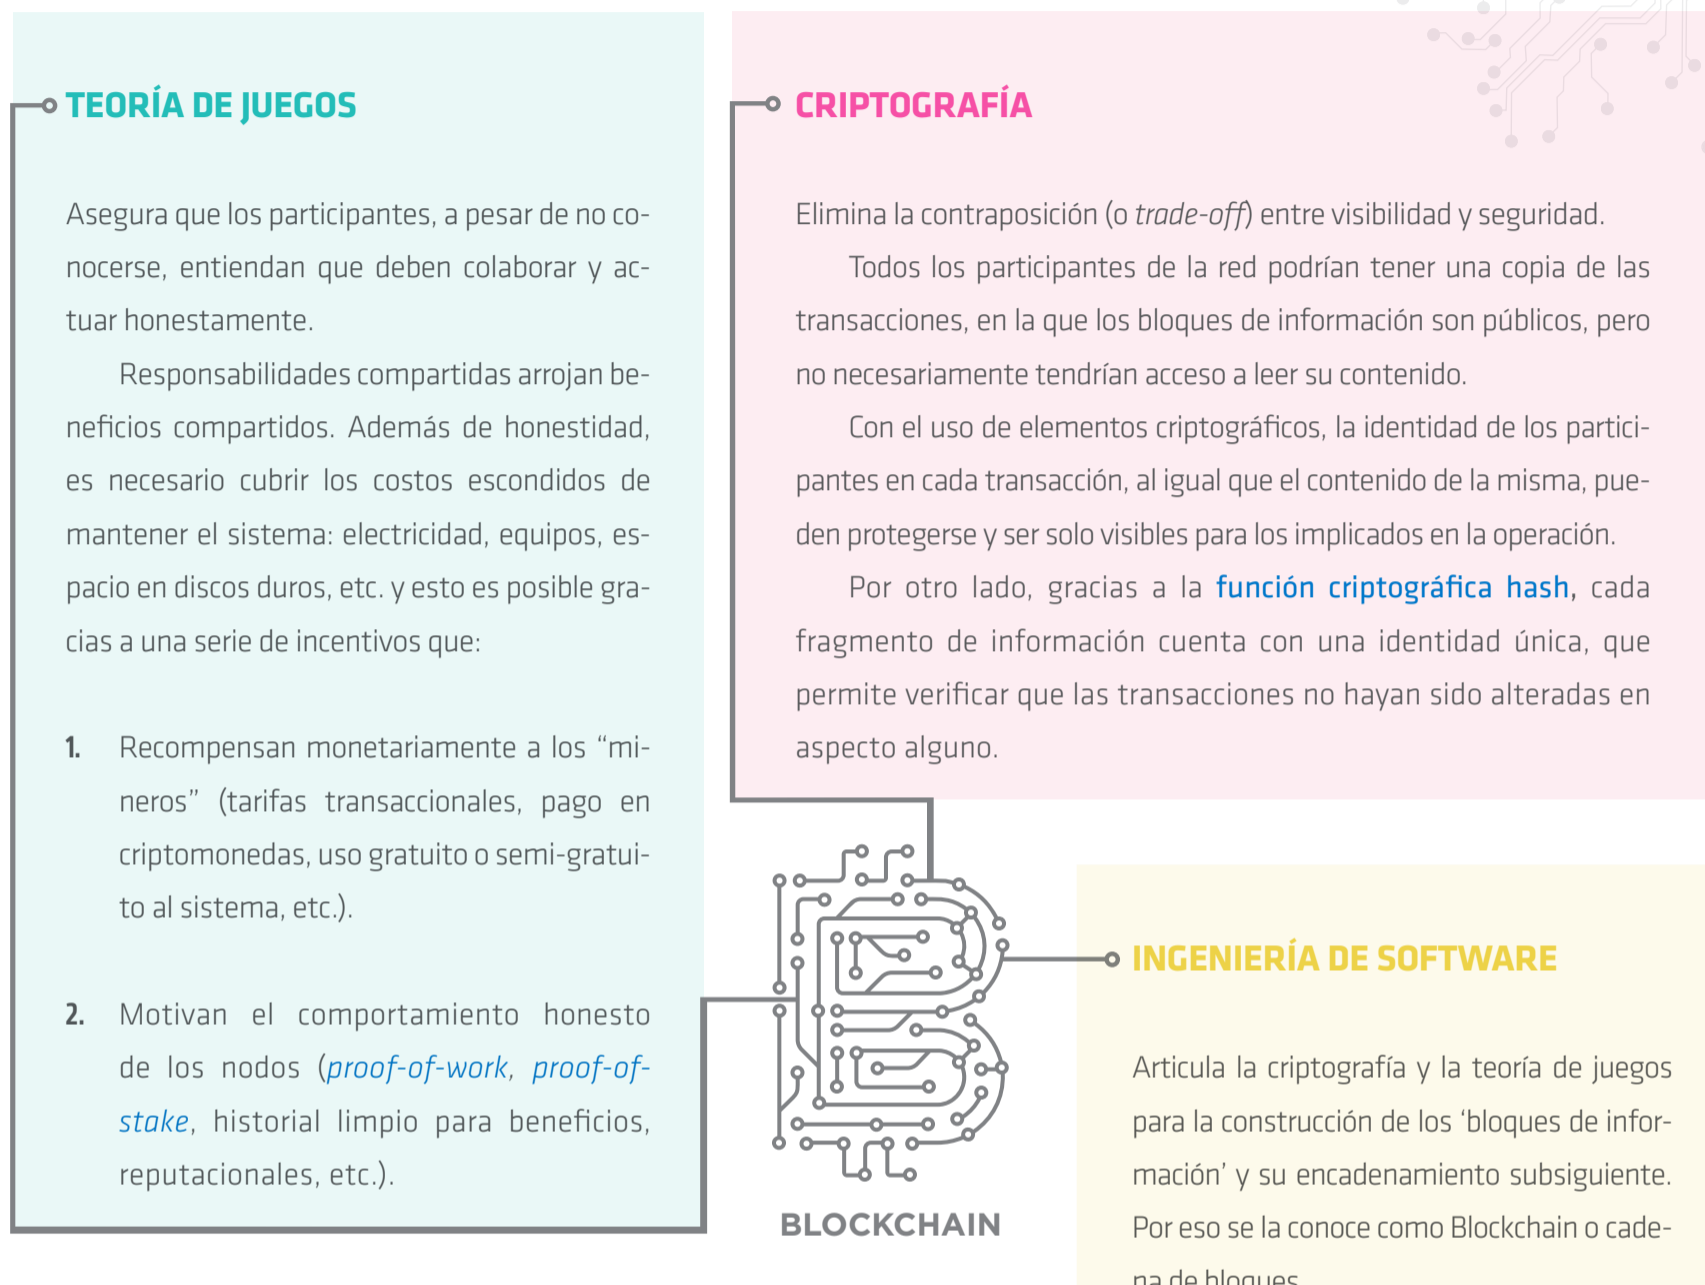 TEORÍA DE JUEGOS
Asegura que los participantes, a pesar de no co-
nocerse, entiendan que deben colaborar y ac-
tuar honestamente.
Responsabilidades compartidas arrojan be-
neficios compartidos. Además de honestidad,
es necesario cubrir los costos escondidos de
mantener el sistema: electricidad, equipos, es-
pacio en discos duros, etc. y esto es posible gra-
cias a una serie de incentivos que:
1. Recompensan monetariamente a los “mi-
neros” (tarifas transaccionales, pago en
criptomonedas, uso gratuito o semi-gratui-
to al sistema, etc.).
2. Motivan el comportamiento honesto
de los nodos (proof-of-work, proof-of-
stake, historial limpio para beneficios,
reputacionales, etc.).
CRIPTOGRAFÍA
Elimina la contraposición (o trade-off) entre visibilidad y seguridad.
Todos los participantes de la red podrían tener una copia de las
transacciones, en la que los bloques de información son públicos, pero
no necesariamente tendrían acceso a leer su contenido.
Con el uso de elementos criptográficos, la identidad de los partici-
pantes en cada transacción, al igual que el contenido de la misma, pue-
den protegerse y ser solo visibles para los implicados en la operación.
Por otro lado, gracias a la función criptográfica hash, cada
fragmento de información cuenta con una identidad única, que
permite verificar que las transacciones no hayan sido alteradas en
aspecto alguno.
BLOCKCHAIN
INGENIERÍA DE SOFTWARE
Articula la criptografía y la teoría de juegos
para la construcción de los ‘bloques de infor-
mación’ y su encadenamiento subsiguiente.
Por eso se la conoce como Blockchain o cade-
na de bloques.